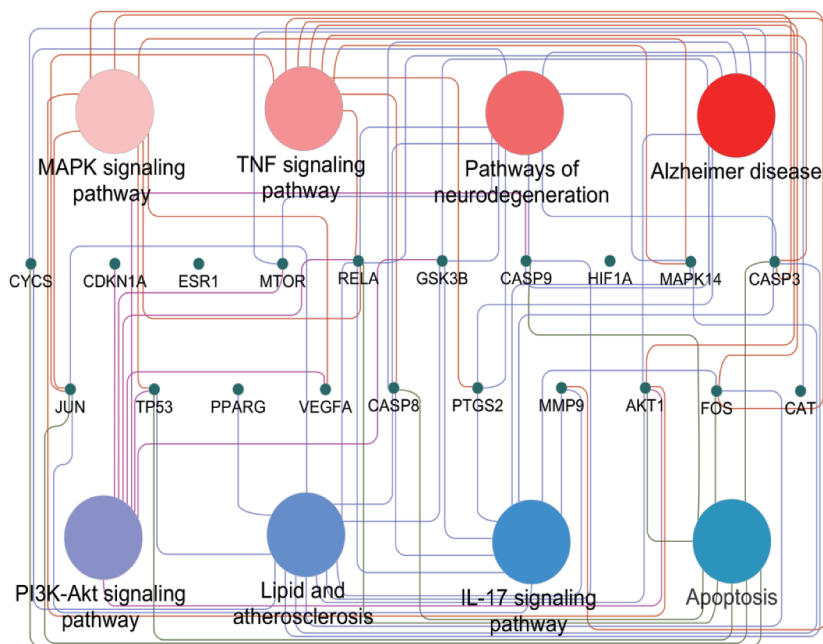 MAPK signaling
pathway
TNF signaling
pathway
Pathways of
neurodegeneration
Alzheimer disease
CYCS
CDKN1A
ESR1
MTOR
RELA
GSK3B
CASP9
HIF1A
MAPK14
CASP3
JUN
TP53
PPARG
VEGFA
CASP8
PTGS2
MMP9
AKT1
FOS
CAT
PI3K-Akt signaling
pathway
Lipid and
atherosclerosis
IL-17 signaling
pathway
Apoptosis